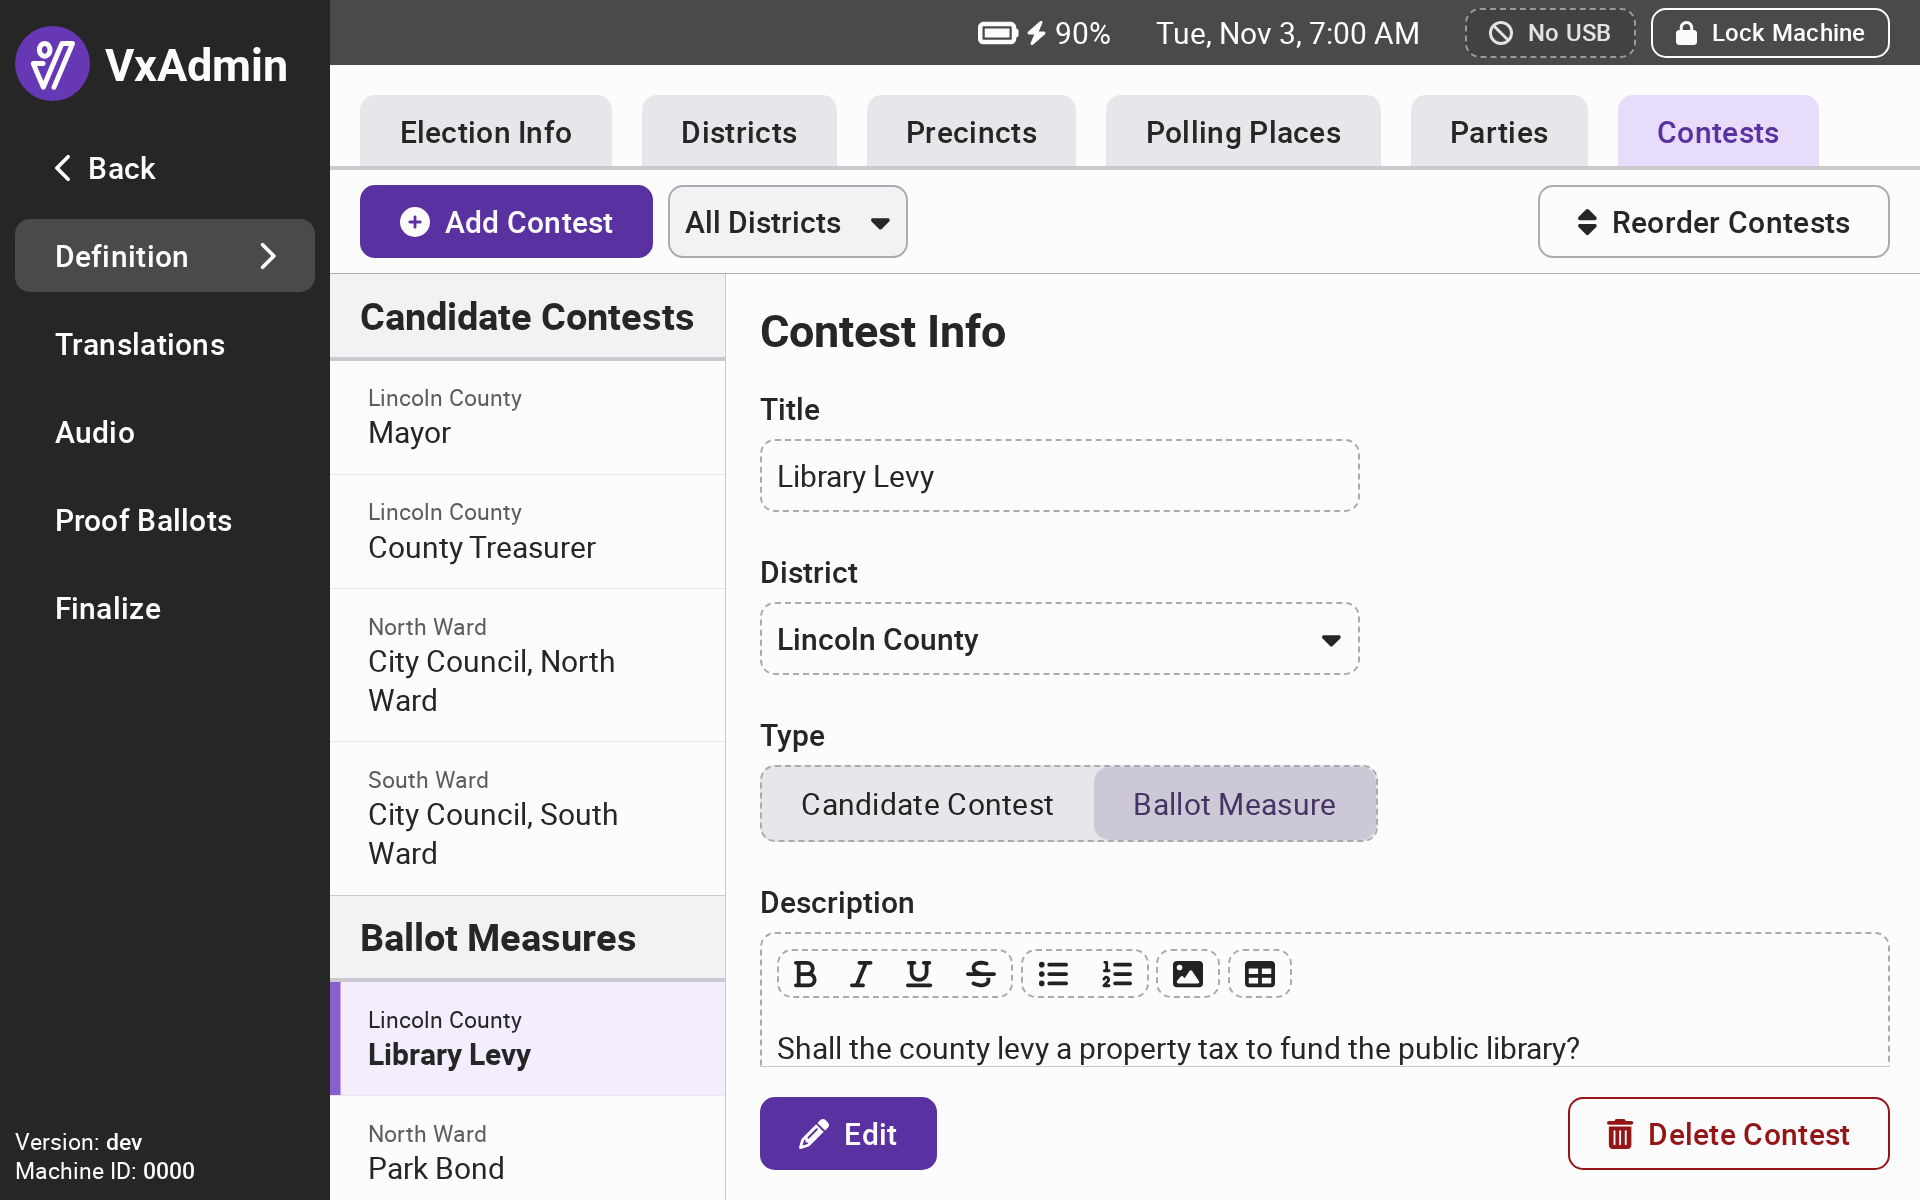 VxAdmin
90%
Tue, Nov 3, 7:00 AM
No USB
Lock Machine
Back
Definition
Translations
Audio
Proof Ballots
Finalize
Version: dev
Machine ID: 0000
Election Info
Districts
Precincts
Polling Places
Parties
Contests
Add Contest
All Districts
Reorder Contests
Candidate Contests
Lincoln County
Mayor
Lincoln County
County Treasurer
North Ward
City Council, North
Ward
South Ward
City Council, South
Ward
Ballot Measures
Lincoln County
Library Levy
North Ward
Park Bond
Contest Info
Title
Library Levy
District
Lincoln County
Type
Candidate Contest
Ballot Measure
Description
Shall the county levy a property tax to fund the public library?
Edit
Delete Contest